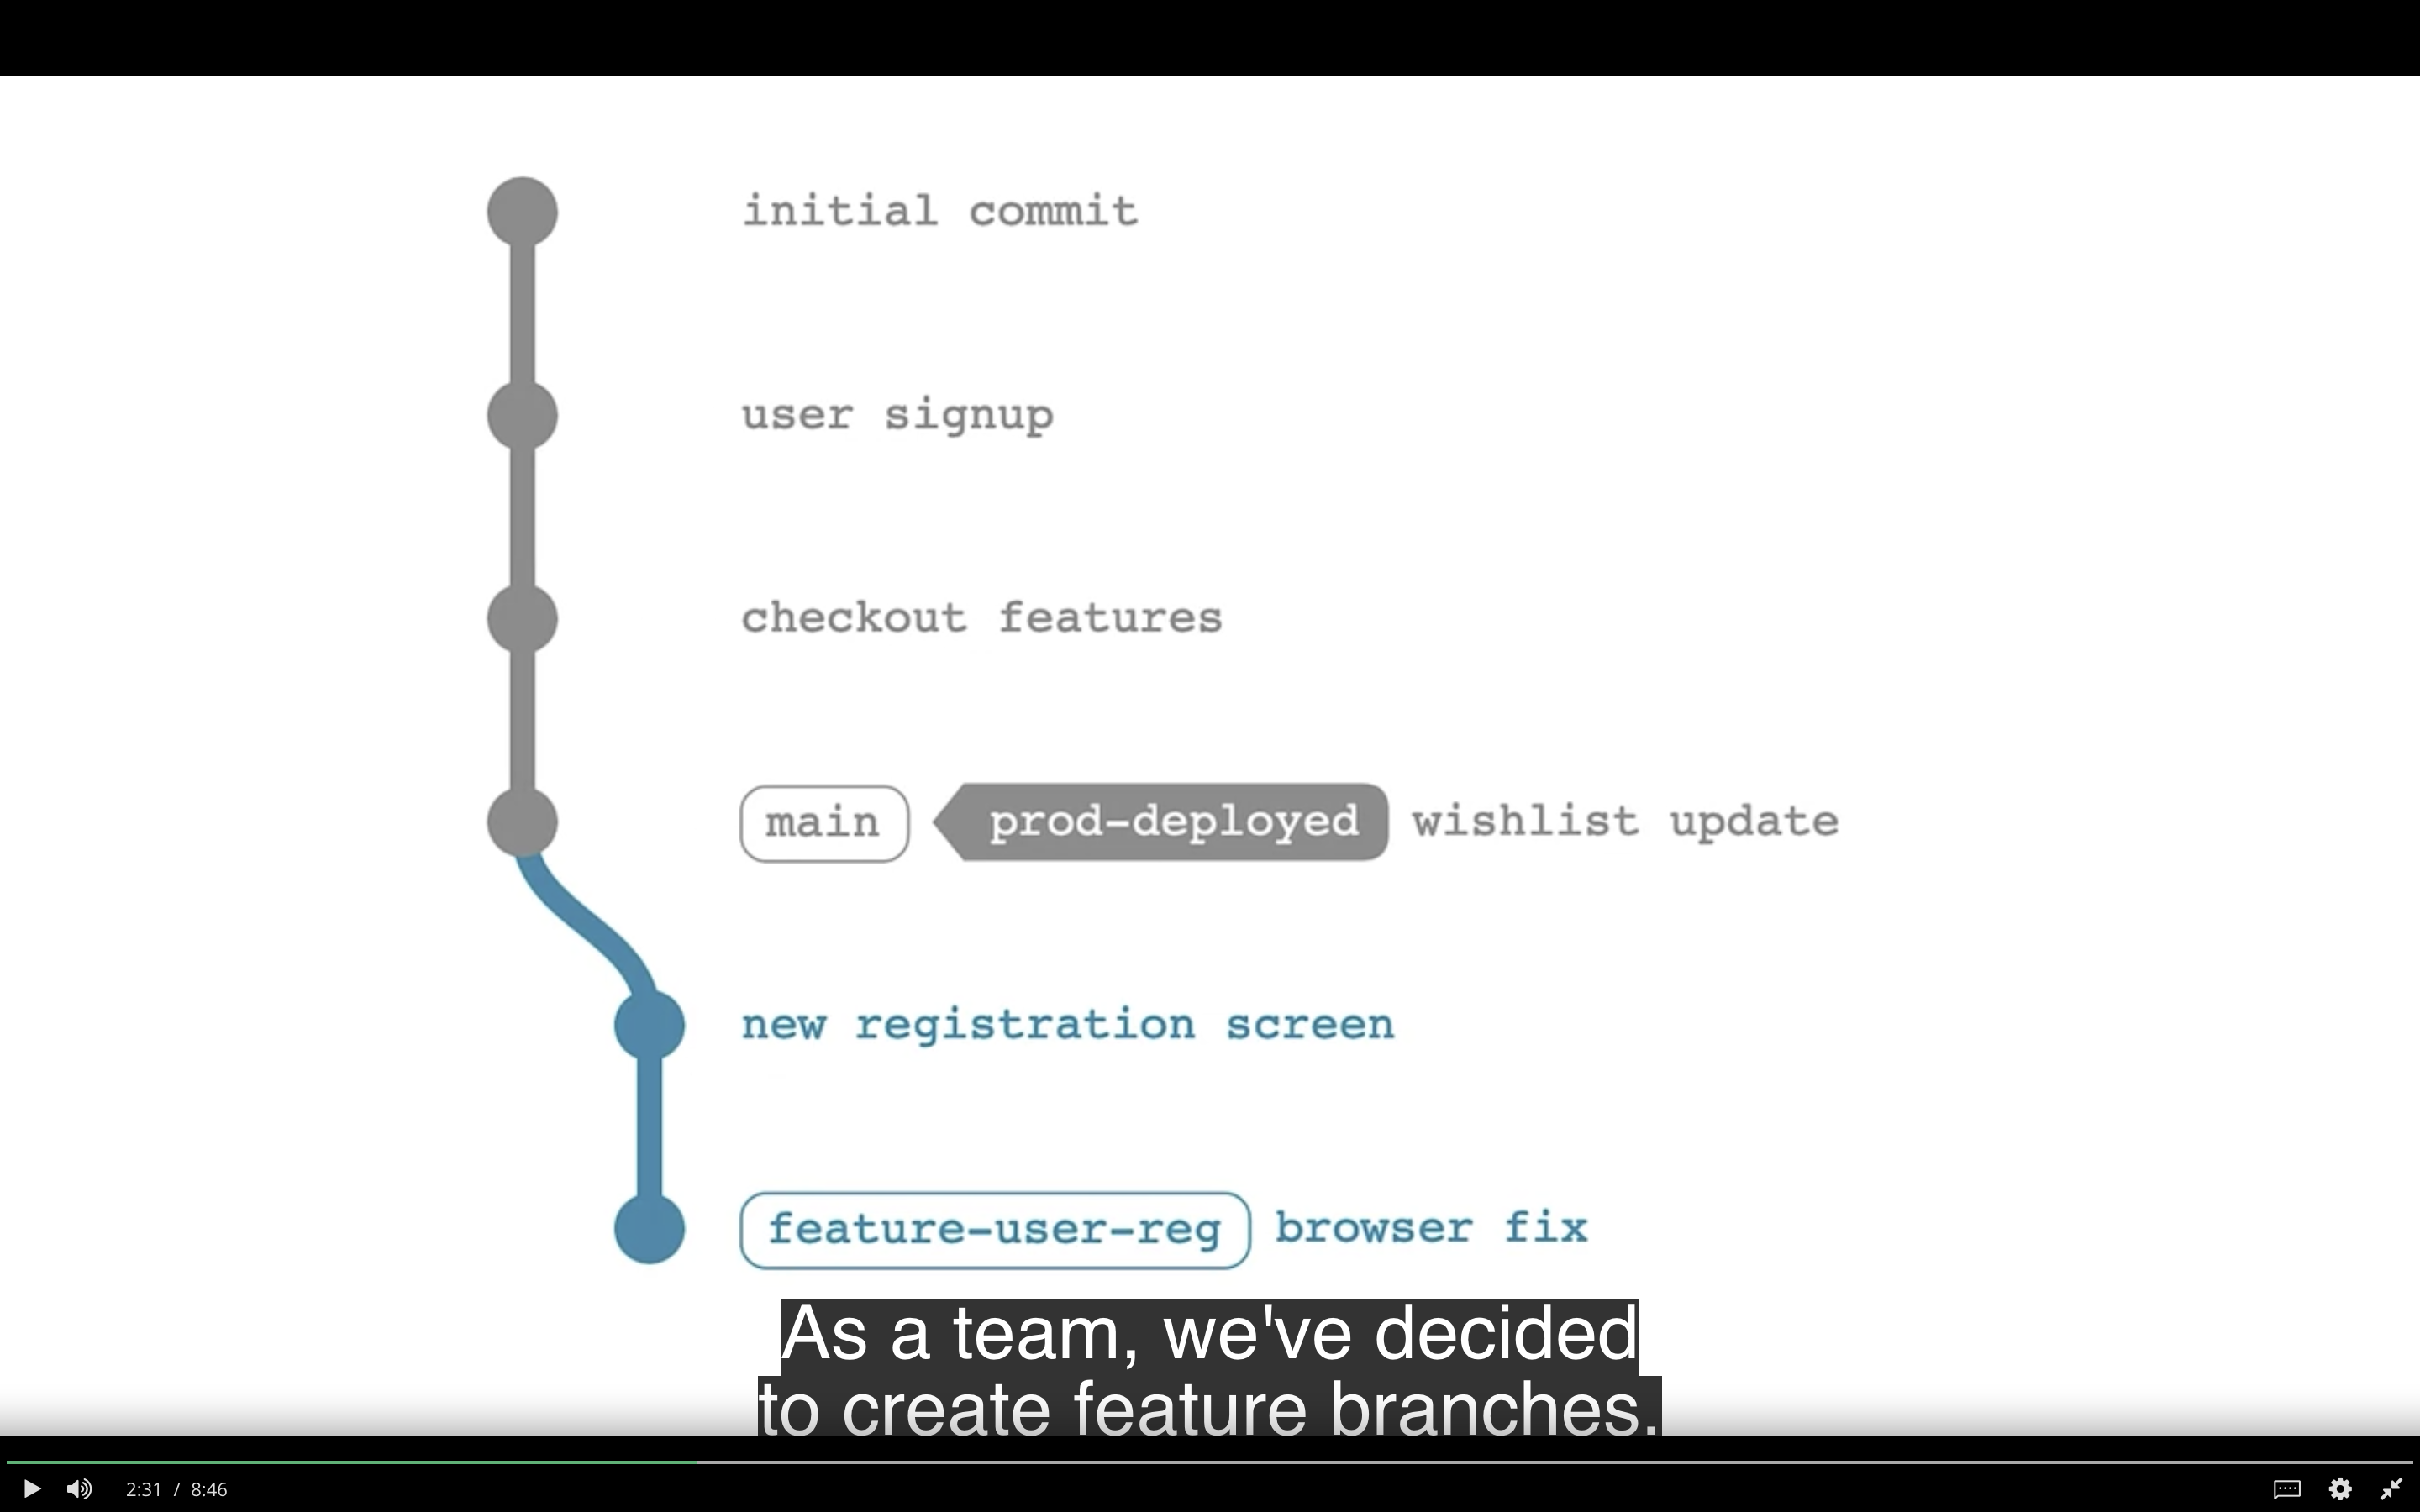 initial commit
user signup
checkout features
main prod-deployed wishlist update
new registration screen
feature-user-reg browser fix
As a team, we've decided
to create feature branches.
2:31 / 8:46